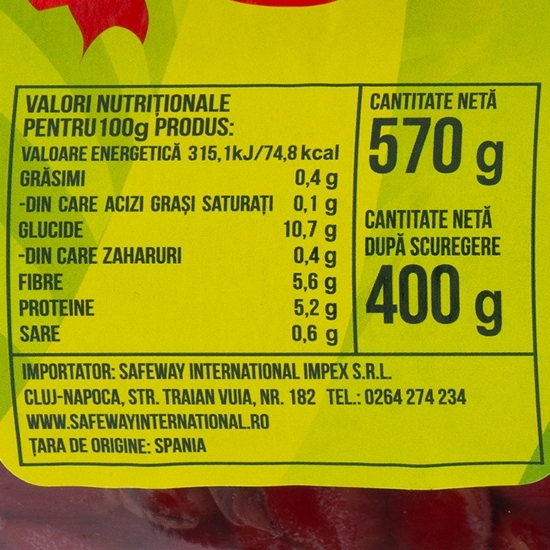 VALORI NUTRIȚIONALE
PENTRU 100g PRODUS:
VALOARE ENERGETICĂ 315,1kJ/74,8 kcal
GRĂSIMI 0,4 g
-DIN CARE ACIZI GRAȘI SATURAȚI 0,1 g
GLUCIDE 10,7 g
-DIN CARE ZAHARURI 0,4 g
FIBRE 5,6 g
PROTEINE 5,2 g
SARE 0,6 g
CANTITATE NETĂ
570 g
CANTITATE NETĂ
DUPĂ SCUREGERE
400 g
IMPORTATOR: SAFEWAY INTERNATIONAL IMPEX S.R.L.
CLUJ-NAPOCA, STR. TRAIAN VUIA, NR. 182 TEL.: 0264 274 234
WWW.SAFEWAYINTERNATIONAL.RO
ȚARA DE ORIGINE: SPANIA